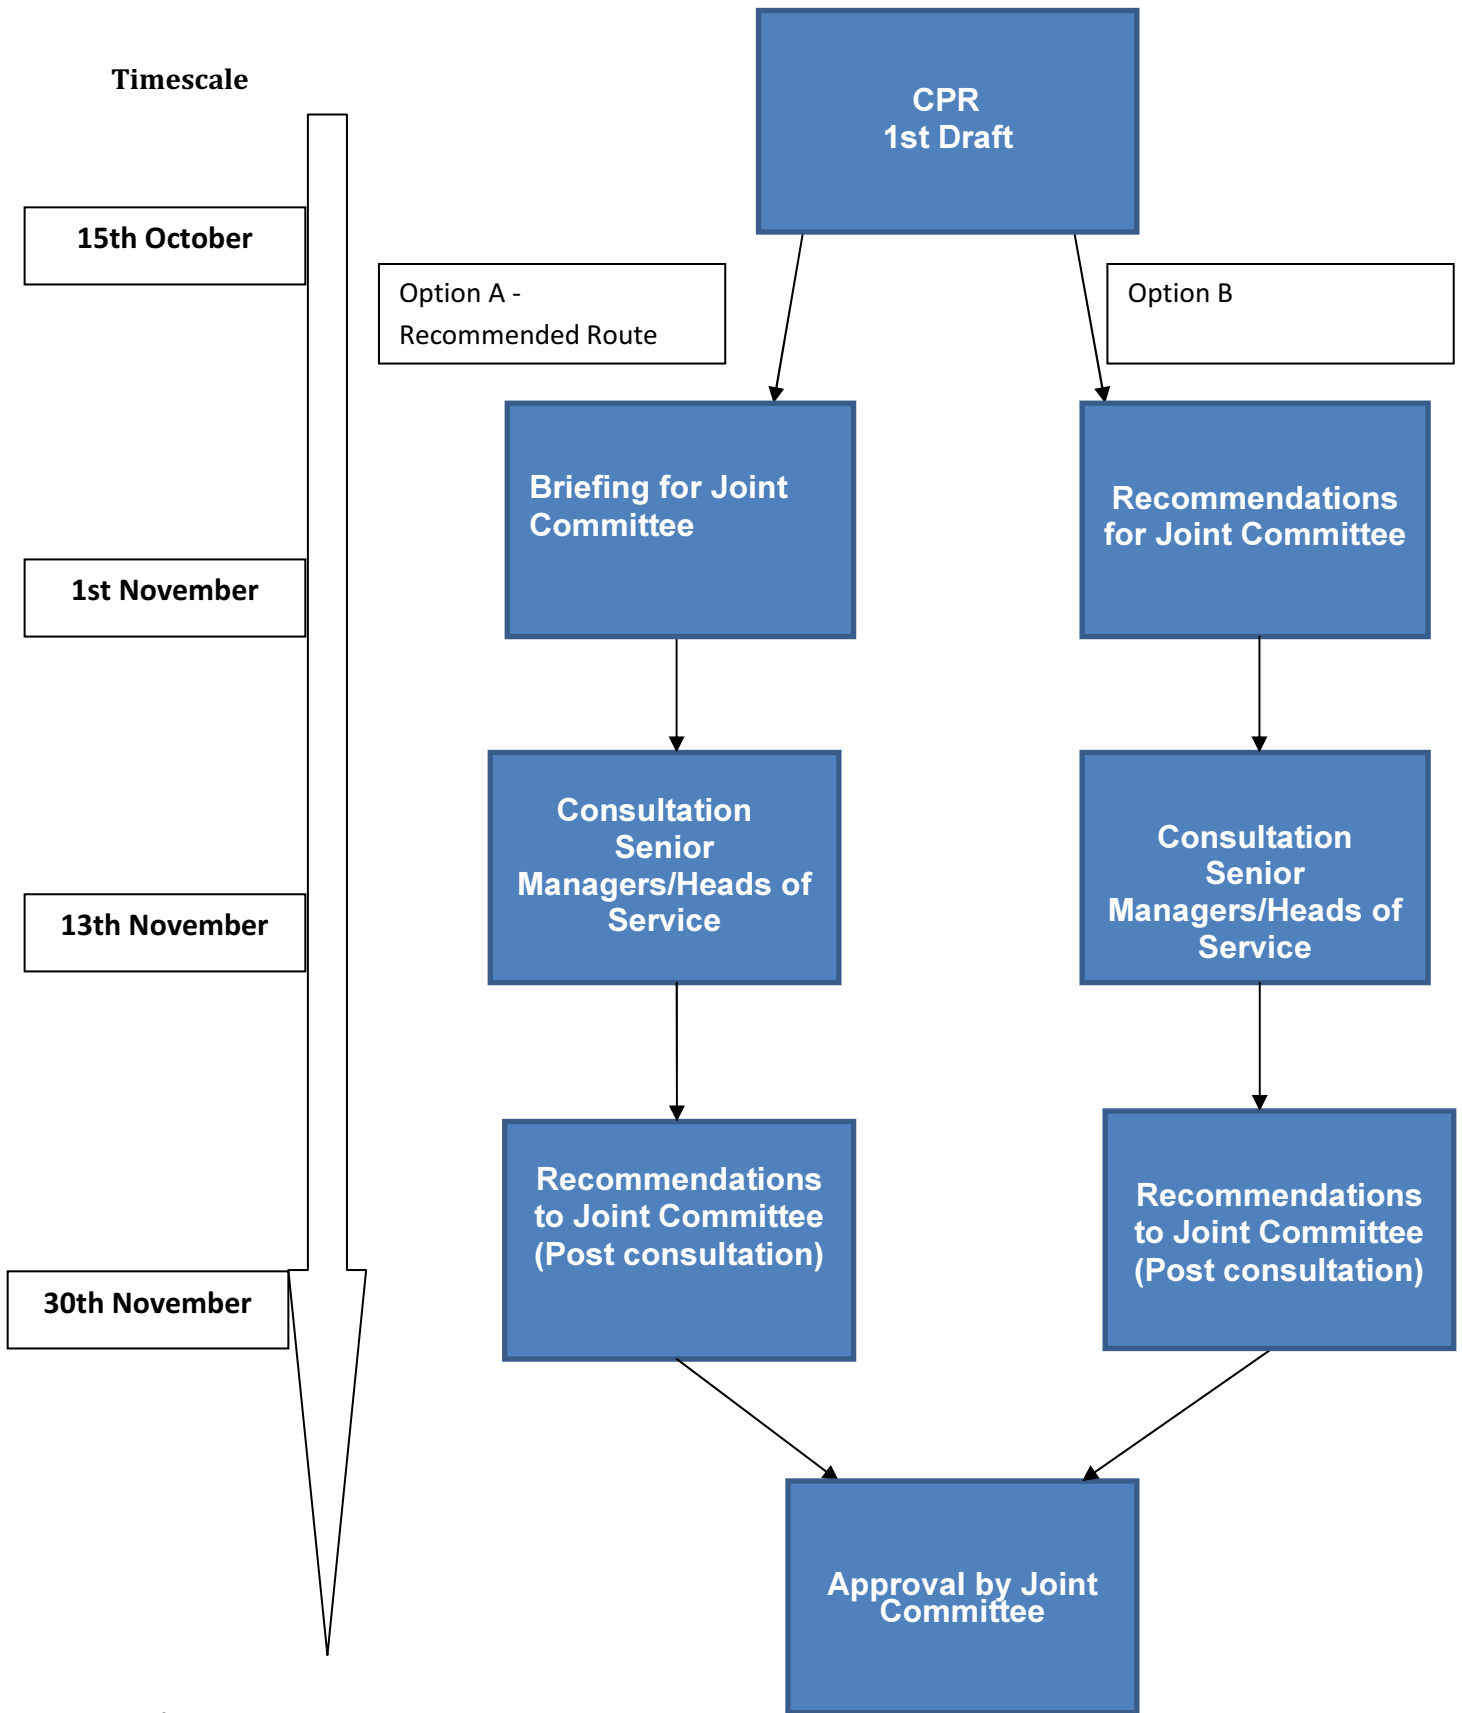 Timescale
CPR
1st Draft
15th October
Option A -
Recommended Route
Option B
Briefing for Joint
Committee
Recommendations
for Joint Committee
1st November
Consultation
Senior
Managers/Heads of
Service
Consultation
Senior
Managers/Heads of
Service
13th November
Recommendations
to Joint Committee
(Post consultation)
Recommendations
to Joint Committee
(Post consultation)
30th November
Approval by Joint
Committee